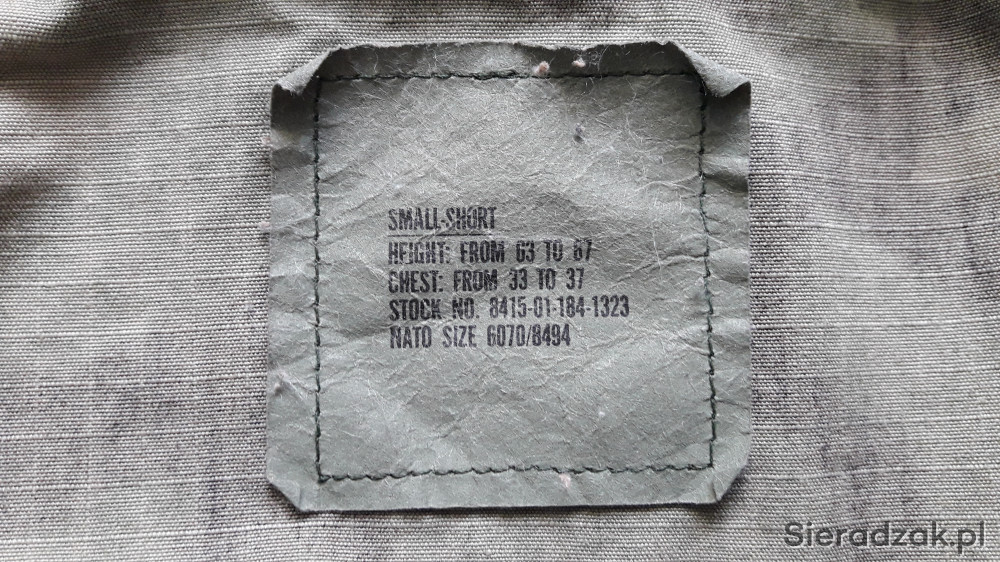 SMALL-SHORT
HEIGHT: FROM 63 TO 67
CHEST: FROM 33 TO 37
STOCK NO. 8415-01-184-1323
NATO SIZE 6070/8494
Sieradzak.pl